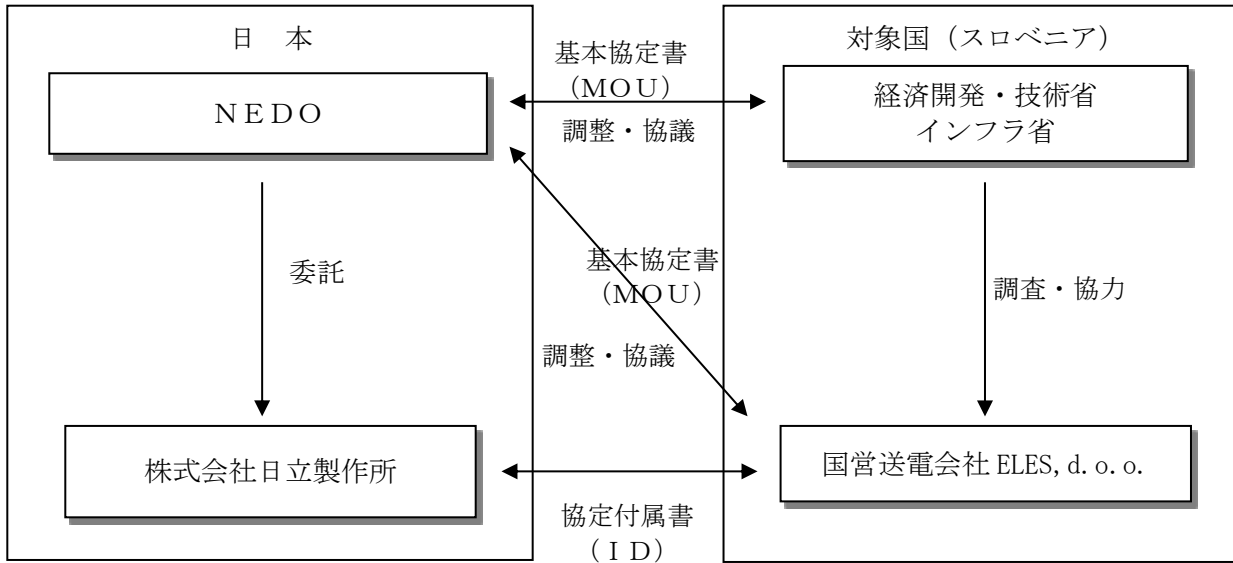 日　本
対象国（スロベニア）
ＮＥＤＯ
基本協定書
（ＭＯＵ）
調整・協議
経済開発・技術省
インフラ省
委託
基本協定書
（ＭＯＵ）
調整・協議
調査・協力
株式会社日立製作所
国営送電会社 ELES, d. o. o.
協定付属書
（ＩＤ）